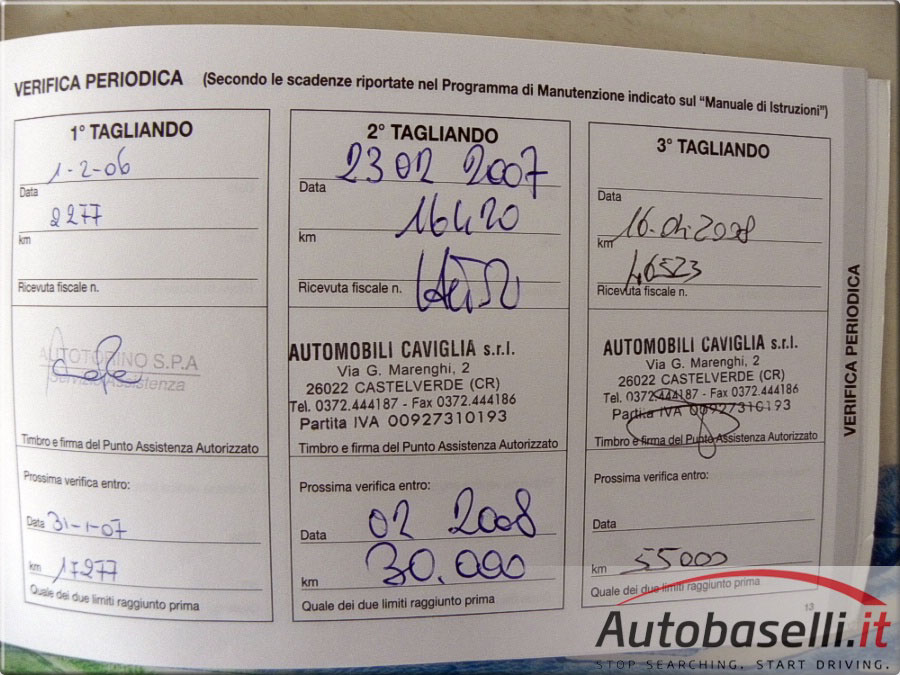 VERIFICA PERIODICA (Secondo le scadenze riportate nel Programma di Manutenzione indicato sul "Manuale di Istruzioni")
1° TAGLIANDO
1-2-06
Data
2277
km
Ricevuta fiscale n.
AUTOTORINO S.P.A
Servizio Assistenza
Timbro e firma del Punto Assistenza Autorizzato
Prossima verifica entro:
Data 31-1-07
km 17277
Quale dei due limiti raggiunto prima
2° TAGLIANDO
23 02 2007
Data
16420
km
Ricevuta fiscale n.
AUTOMOBILI CAVIGLIA s.r.l.
Via G. Marenghi, 2
26022 CASTELVERDE (CR)
Tel. 0372.444187 - Fax 0372.444186
Partita IVA 00927310193
Timbro e firma del Punto Assistenza Autorizzato
Prossima verifica entro:
Data 02 2008
km 30.000
Quale dei due limiti raggiunto prima
3° TAGLIANDO
Data
16.04.2008
km
46523
Ricevuta fiscale n.
AUTOMOBILI CAVIGLIA s.r.l.
Via G. Marenghi, 2
26022 CASTELVERDE (CR)
Tel. 0372.444187 - Fax 0372.444186
Partita IVA 00927310193
Timbro e firma del Punto Assistenza Autorizzato
Prossima verifica entro:
Data
km 55000
Quale dei due limiti raggiunto prima
VERIFICA PERIODICA
13
Autobaselli.it
STOP SEARCHING. START DRIVING.